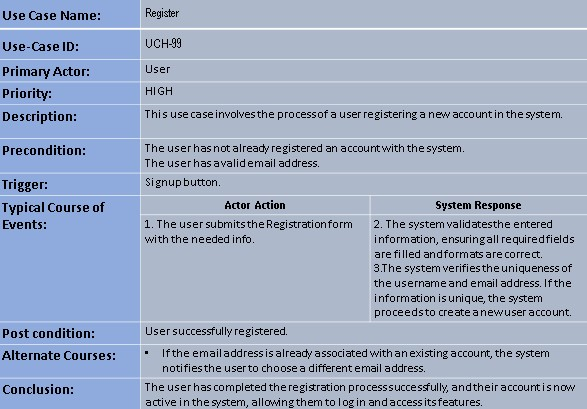 Use Case Name: Register
Use-Case ID: UCH-99
Primary Actor: User
Priority: HIGH
Description: This use case involves the process of a user registering a new account in the system.
Precondition: The user has not already registered an account with the system.
The user has a valid email address.
Trigger: Signup button.
Typical Course of
Events:
Actor Action
1. The user submits the Registration form
with the needed info.
System Response
2. The system validates the entered
information, ensuring all required fields
are filled and formats are correct.
3.The system verifies the uniqueness of
the username and email address. If the
information is unique, the system
proceeds to create a new user account.
Post condition: User successfully registered.
Alternate Courses: • If the email address is already associated with an existing account, the system
notifies the user to choose a different email address.
Conclusion: The user has completed the registration process successfully, and their account is now
active in the system, allowing them to log in and access its features.